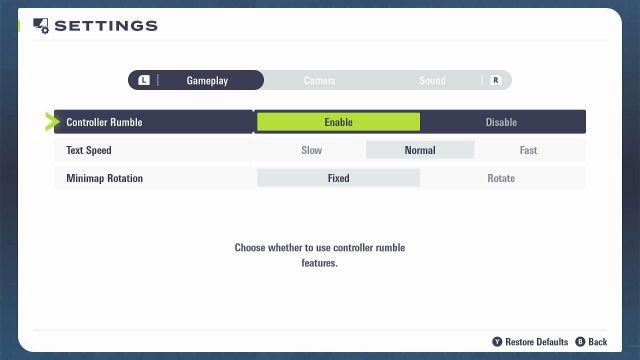 SETTINGS
L Gameplay Camera Sound R
Controller Rumble Enable Disable
Text Speed Slow Normal Fast
Minimap Rotation Fixed Rotate
Choose whether to use controller rumble
features.
Y Restore Defaults B Back